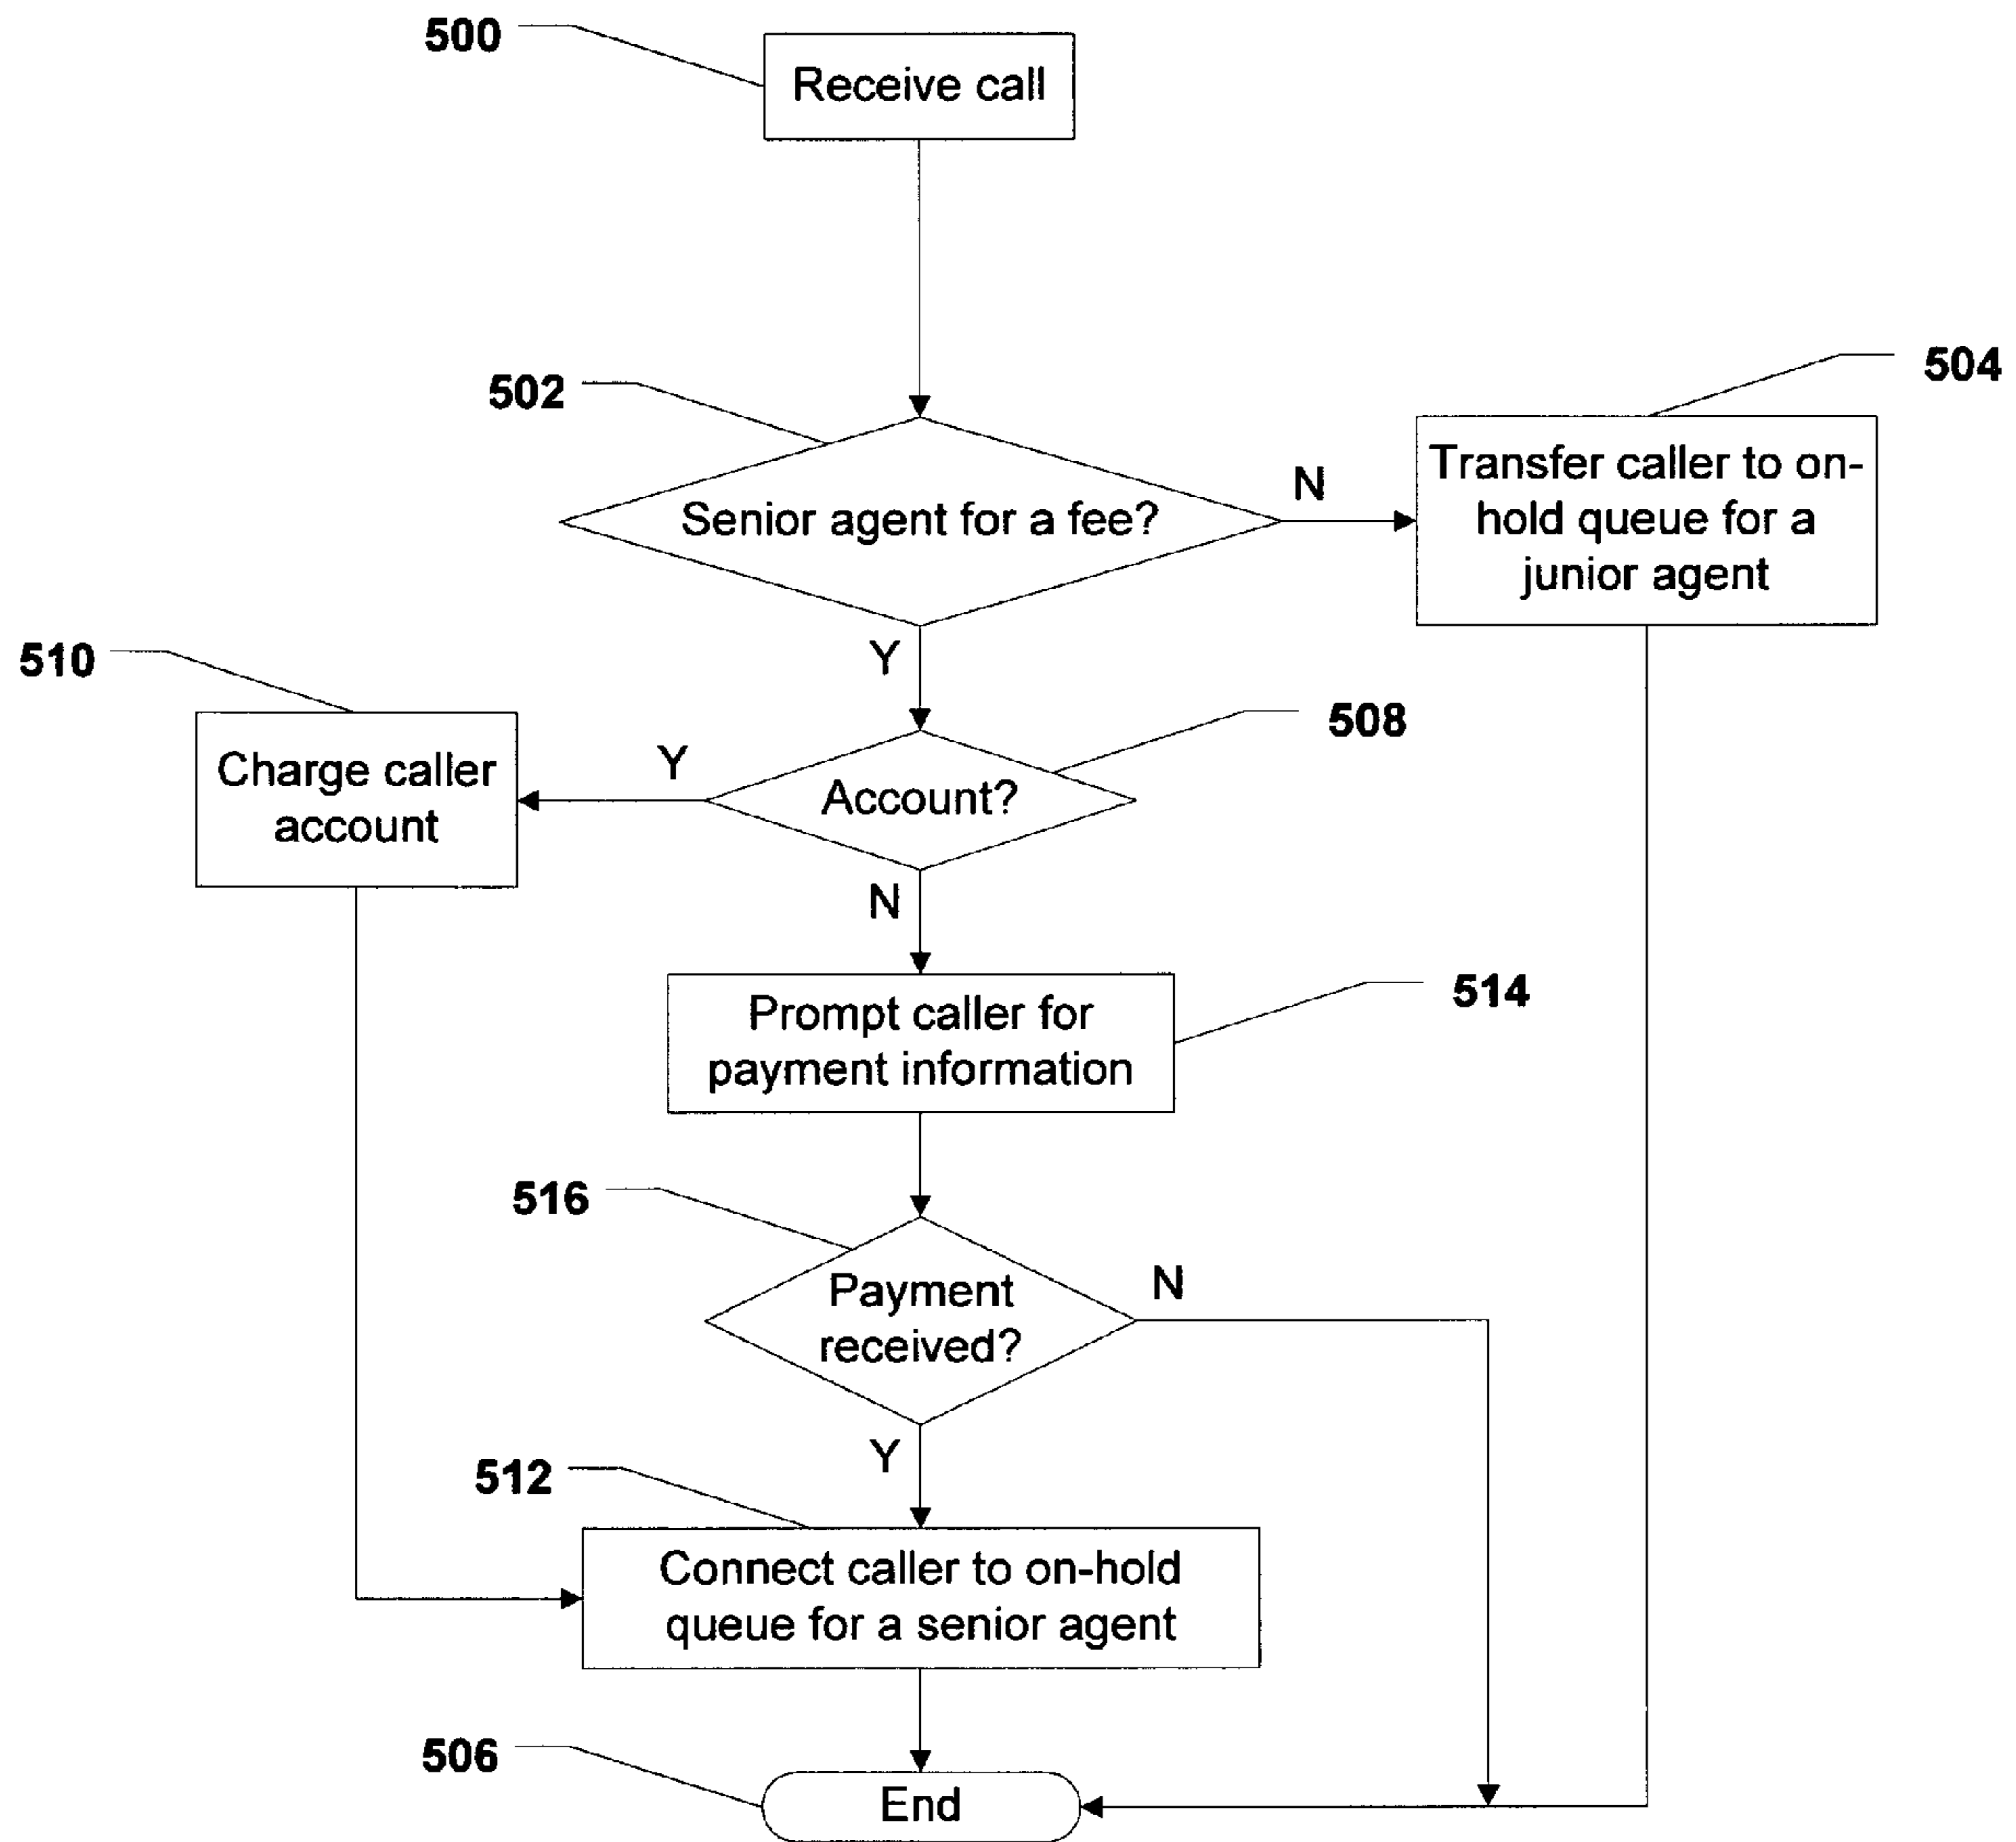 500
Receive call
502
Senior agent for a fee?
N
504
Transfer caller to on-
hold queue for a
junior agent
Y
510
Charge caller
account
Y
508
Account?
N
514
Prompt caller for
payment information
516
Payment
received?
N
Y
512
Connect caller to on-hold
queue for a senior agent
506
End